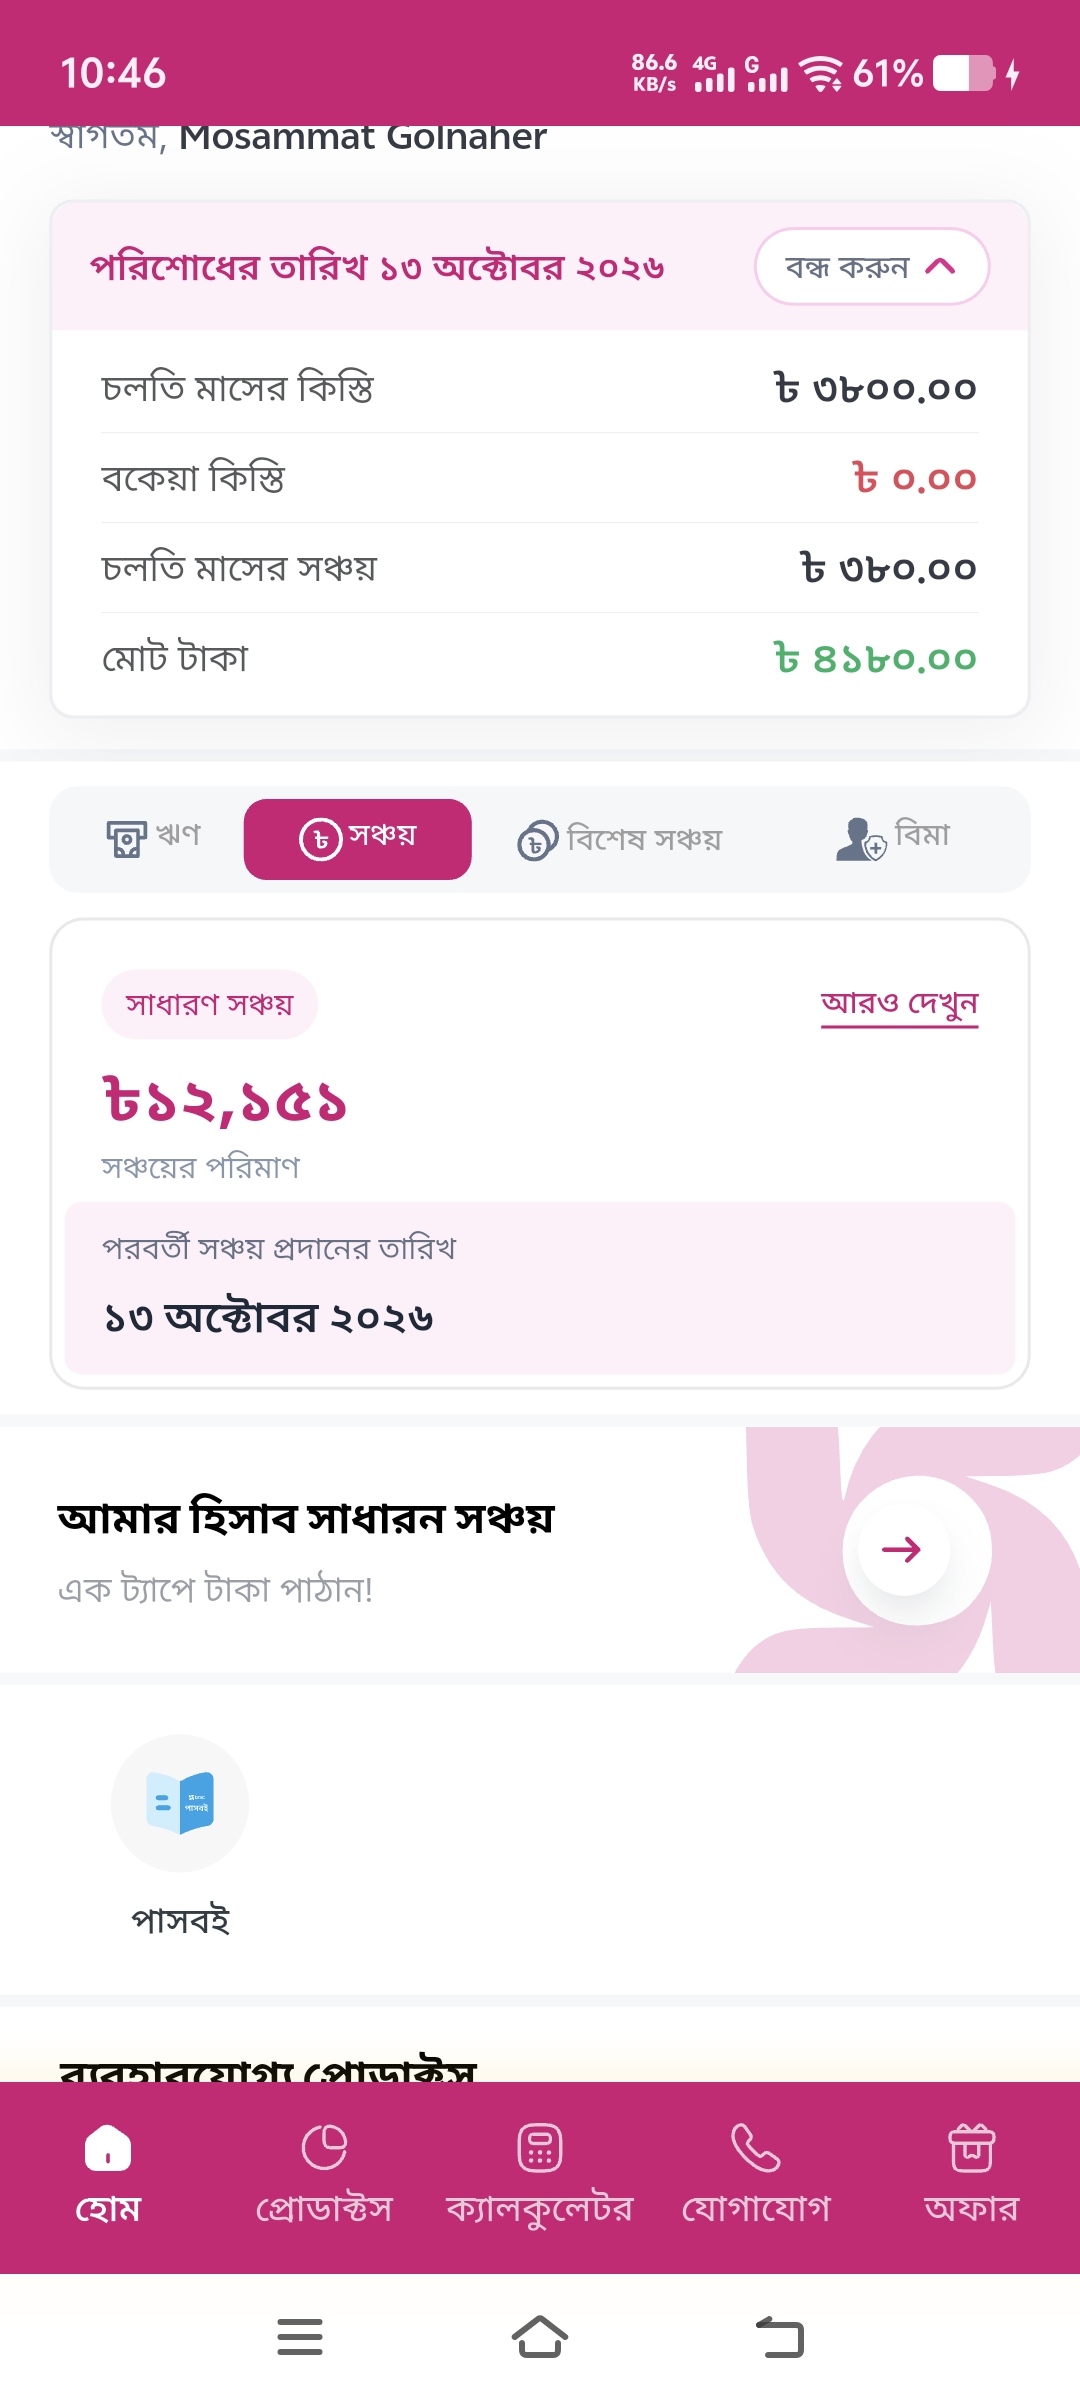 10:46
86.6 KB/s 4G G 61%
স্বাগতম, Mosammat Golnaher
পরিশোধের তারিখ ১৩ অক্টোবর ২০২৬
বন্ধ করুন
চলতি মাসের কিস্তি ৳ ৩৮০০.০০
বকেয়া কিস্তি ৳ ০.০০
চলতি মাসের সঞ্চয় ৳ ৩৮০.০০
মোট টাকা ৳ ৪১৮০.০০
ঋণ সঞ্চয় বিশেষ সঞ্চয় বিমা
সাধারণ সঞ্চয় আরও দেখুন
৳১২,১৫১
সঞ্চয়ের পরিমাণ
পরবর্তী সঞ্চয় প্রদানের তারিখ
১৩ অক্টোবর ২০২৬
আমার হিসাব সাধারন সঞ্চয়
এক ট্যাপে টাকা পাঠান!
পাসবই
পাসবই
ব্যবহারযোগ্য প্রোডাক্টস
হোম প্রোডাক্টস ক্যালকুলেটর যোগাযোগ অফার